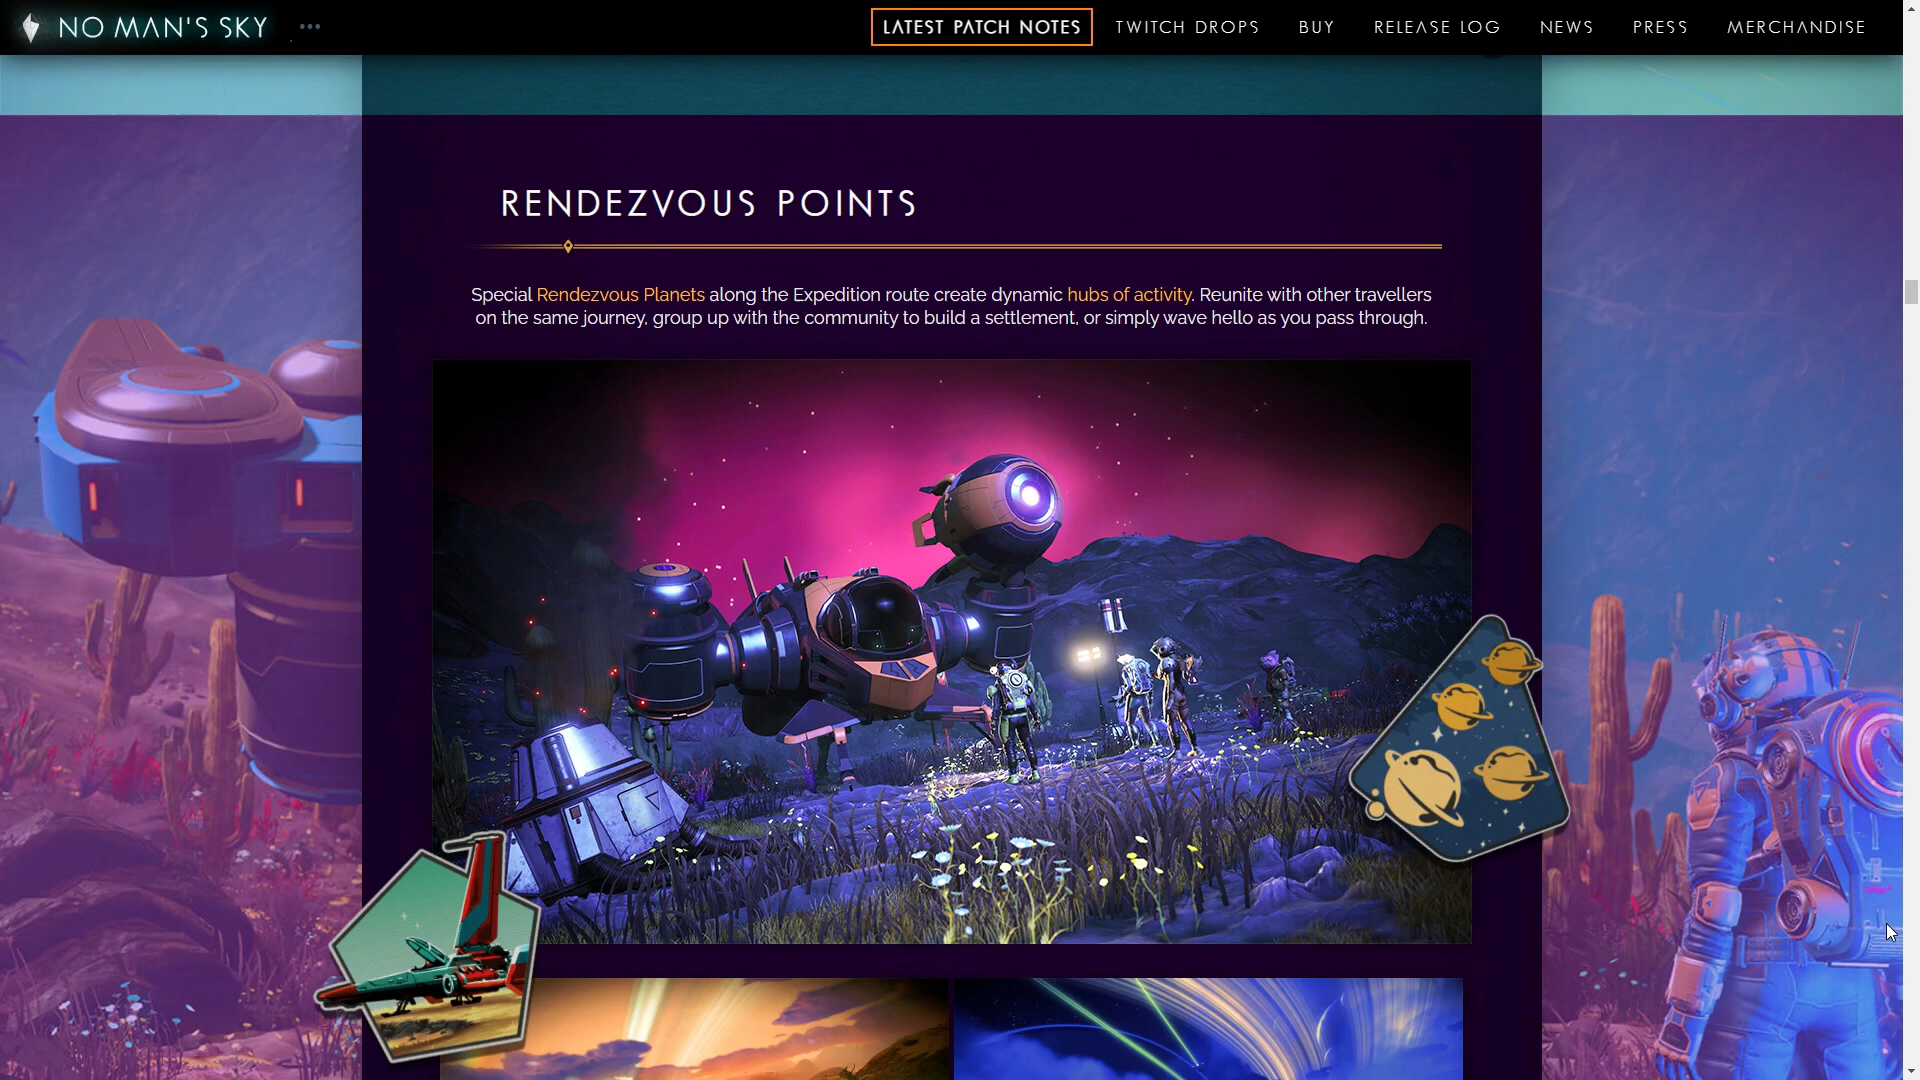 NO MAN'S SKY
LATEST PATCH NOTES
TWITCH DROPS
BUY
RELEASE LOG
NEWS
PRESS
MERCHANDISE
RENDEZVOUS POINTS
Special Rendezvous Planets along the Expedition route create dynamic hubs of activity. Reunite with other travellers
on the same journey, group up with the community to build a settlement, or simply wave hello as you pass through.